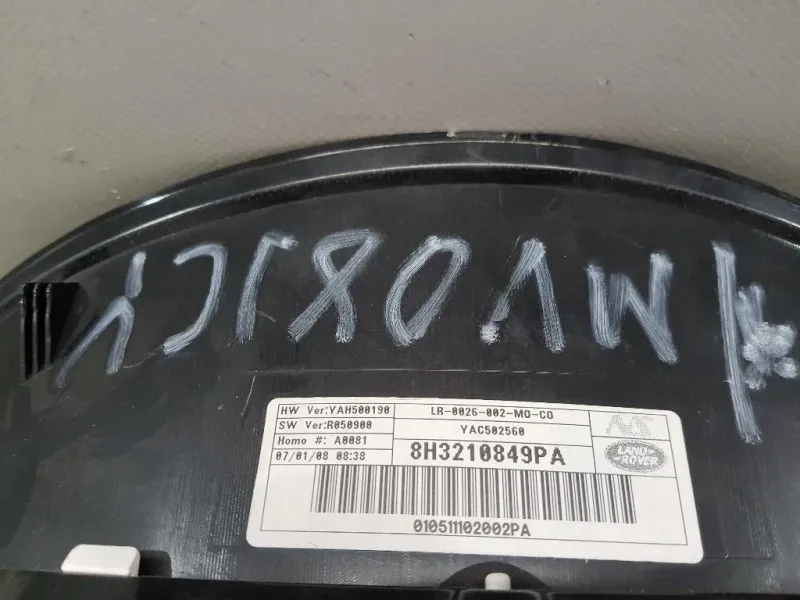 HW Ver:YAH500190
SW Ver:R050900
Homo #: A0081
07/01/08 08:38
LR-0026-002-MO-CO
YAC502560
8H3210849PA
LAND ROVER
010511102002PA